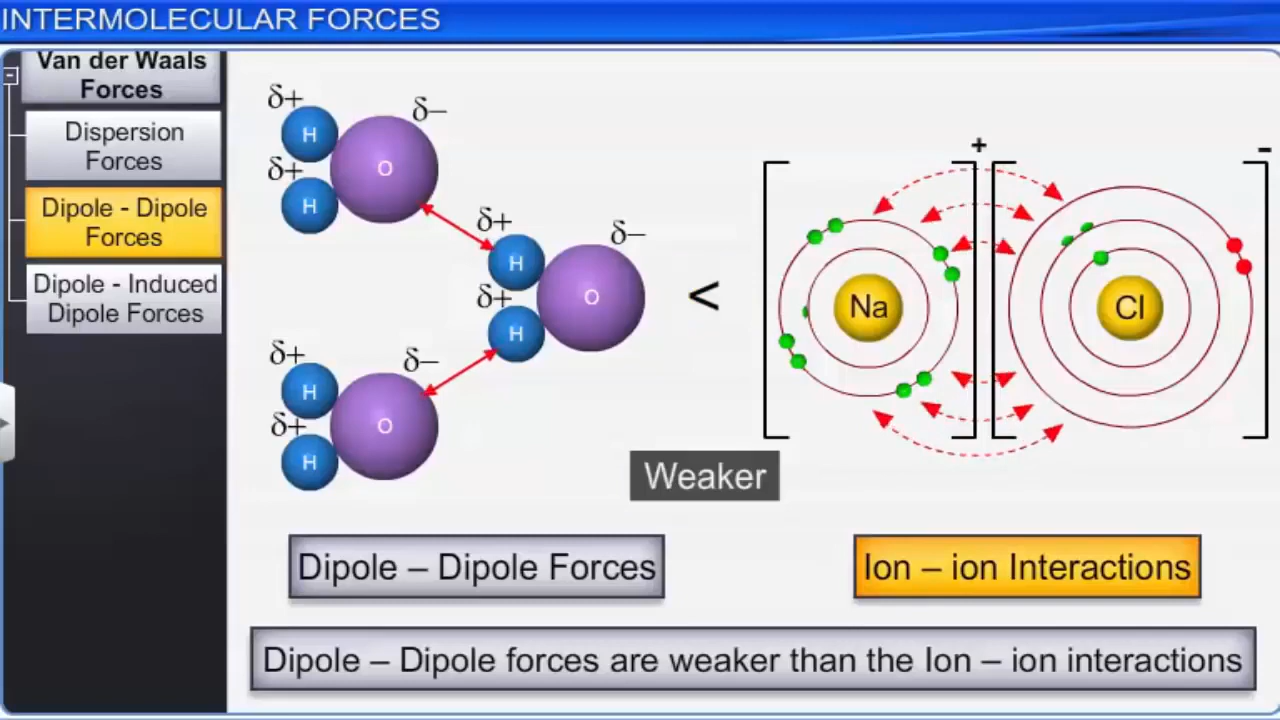 INTERMOLECULAR FORCES
Van der Waals
Forces
Dispersion
Forces
Dipole - Dipole
Forces
Dipole - Induced
Dipole Forces
δ+
δ−
H
δ+
O
H
δ+
δ−
H
δ+
O
H
δ+
δ−
H
δ+
O
H
<
+
-
Na
Cl
Weaker
Dipole – Dipole Forces
Ion – ion Interactions
Dipole – Dipole forces are weaker than the Ion – ion interactions